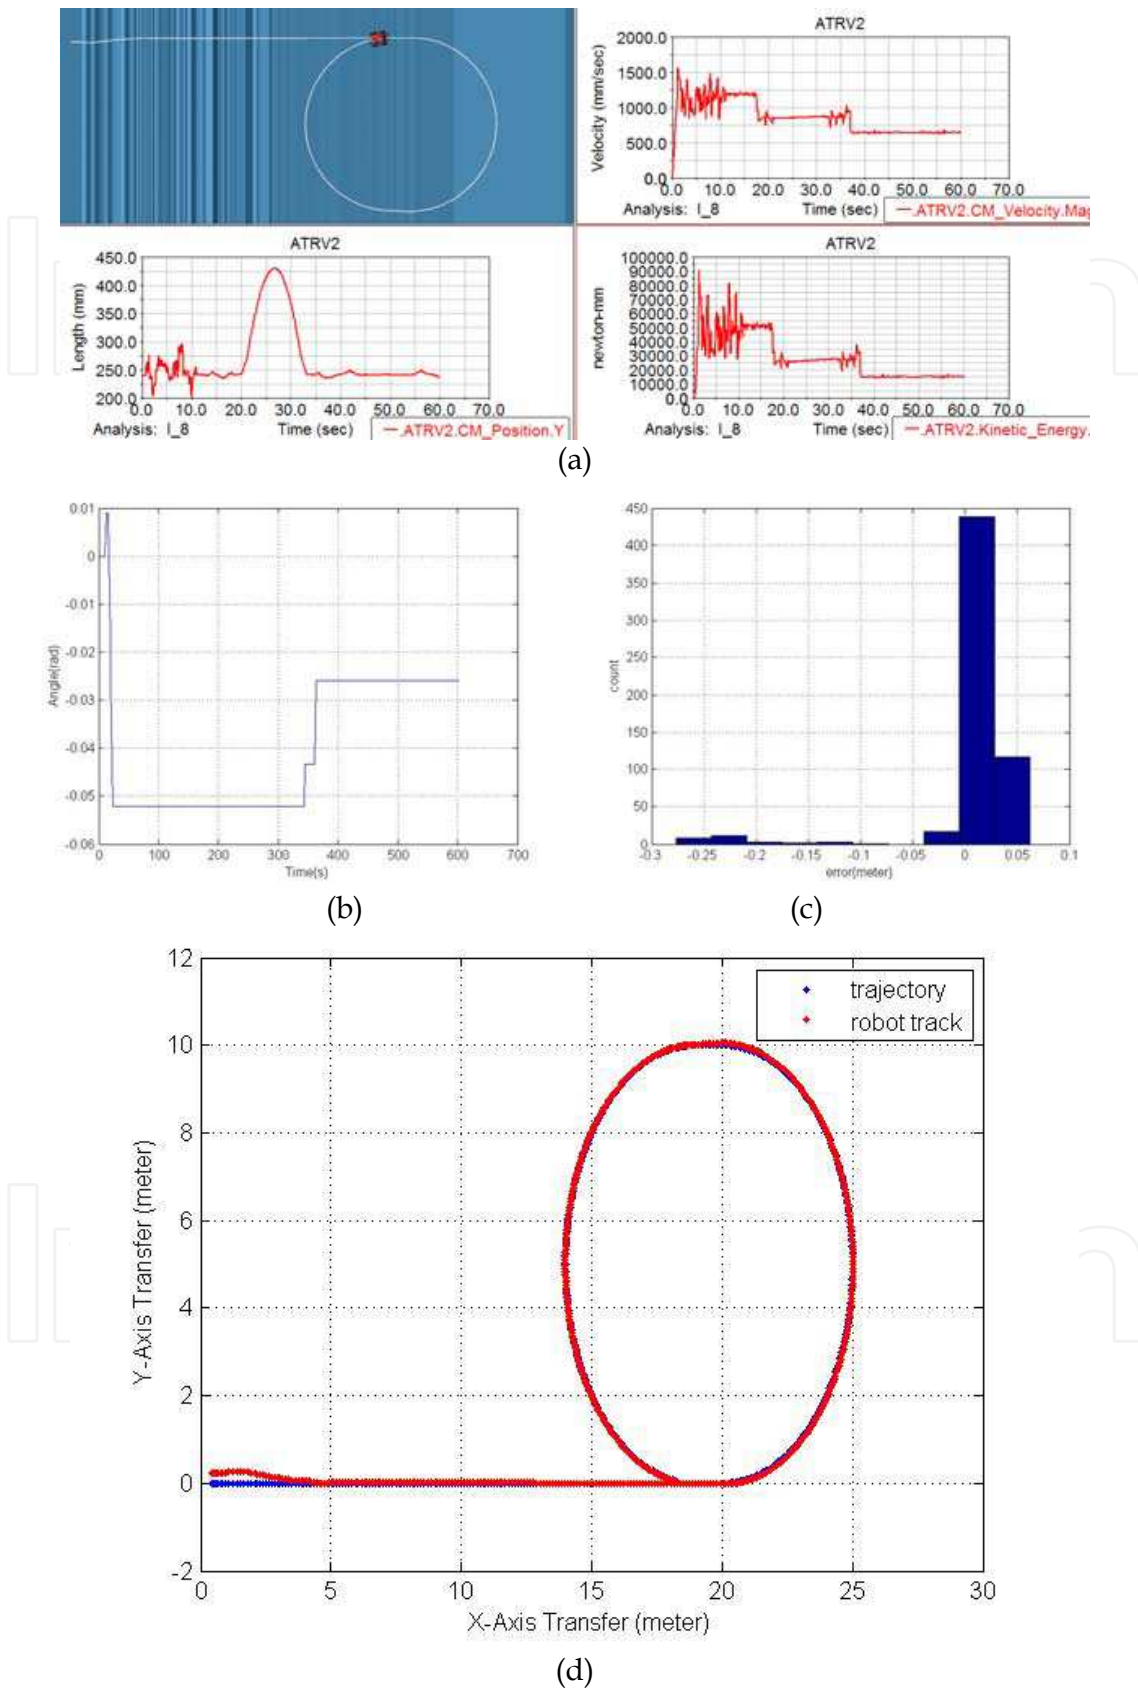 ATRV2
2000.0
1500.0
1000.0
500.0
0.0
Velocity (mm/sec)
0.0 10.0 20.0 30.0 40.0 50.0 60.0 70.0
Analysis: I_8 Time (sec) ATRV2.CM_Velocity.Mag
ATRV2
450.0
400.0
350.0
300.0
250.0
200.0
Length (mm)
0.0 10.0 20.0 30.0 40.0 50.0 60.0 70.0
Analysis: I_8 Time (sec) .ATRV2.CM_Position.Y
ATRV2
100000.0
90000.0
80000.0
70000.0
60000.0
50000.0
40000.0
30000.0
20000.0
10000.0
0.0
newton-mm
0.0 10.0 20.0 30.0 40.0 50.0 60.0 70.0
Analysis: I_8 Time (sec) .ATRV2.Kinetic_Energy.
(a)
0.01
0
-0.01
-0.02
-0.03
-0.04
-0.05
-0.06
Angle(rad)
0 100 200 300 400 500 600 700
Time(s)
(b)
450
400
350
300
250
200
150
100
50
0
count
-0.3 -0.25 -0.2 -0.15 -0.1 -0.05 0 0.05 0.1
error(meter)
(c)
12
10
8
6
4
2
0
-2
Y-Axis Transfer (meter)
trajectory
robot track
0 5 10 15 20 25 30
X-Axis Transfer (meter)
(d)